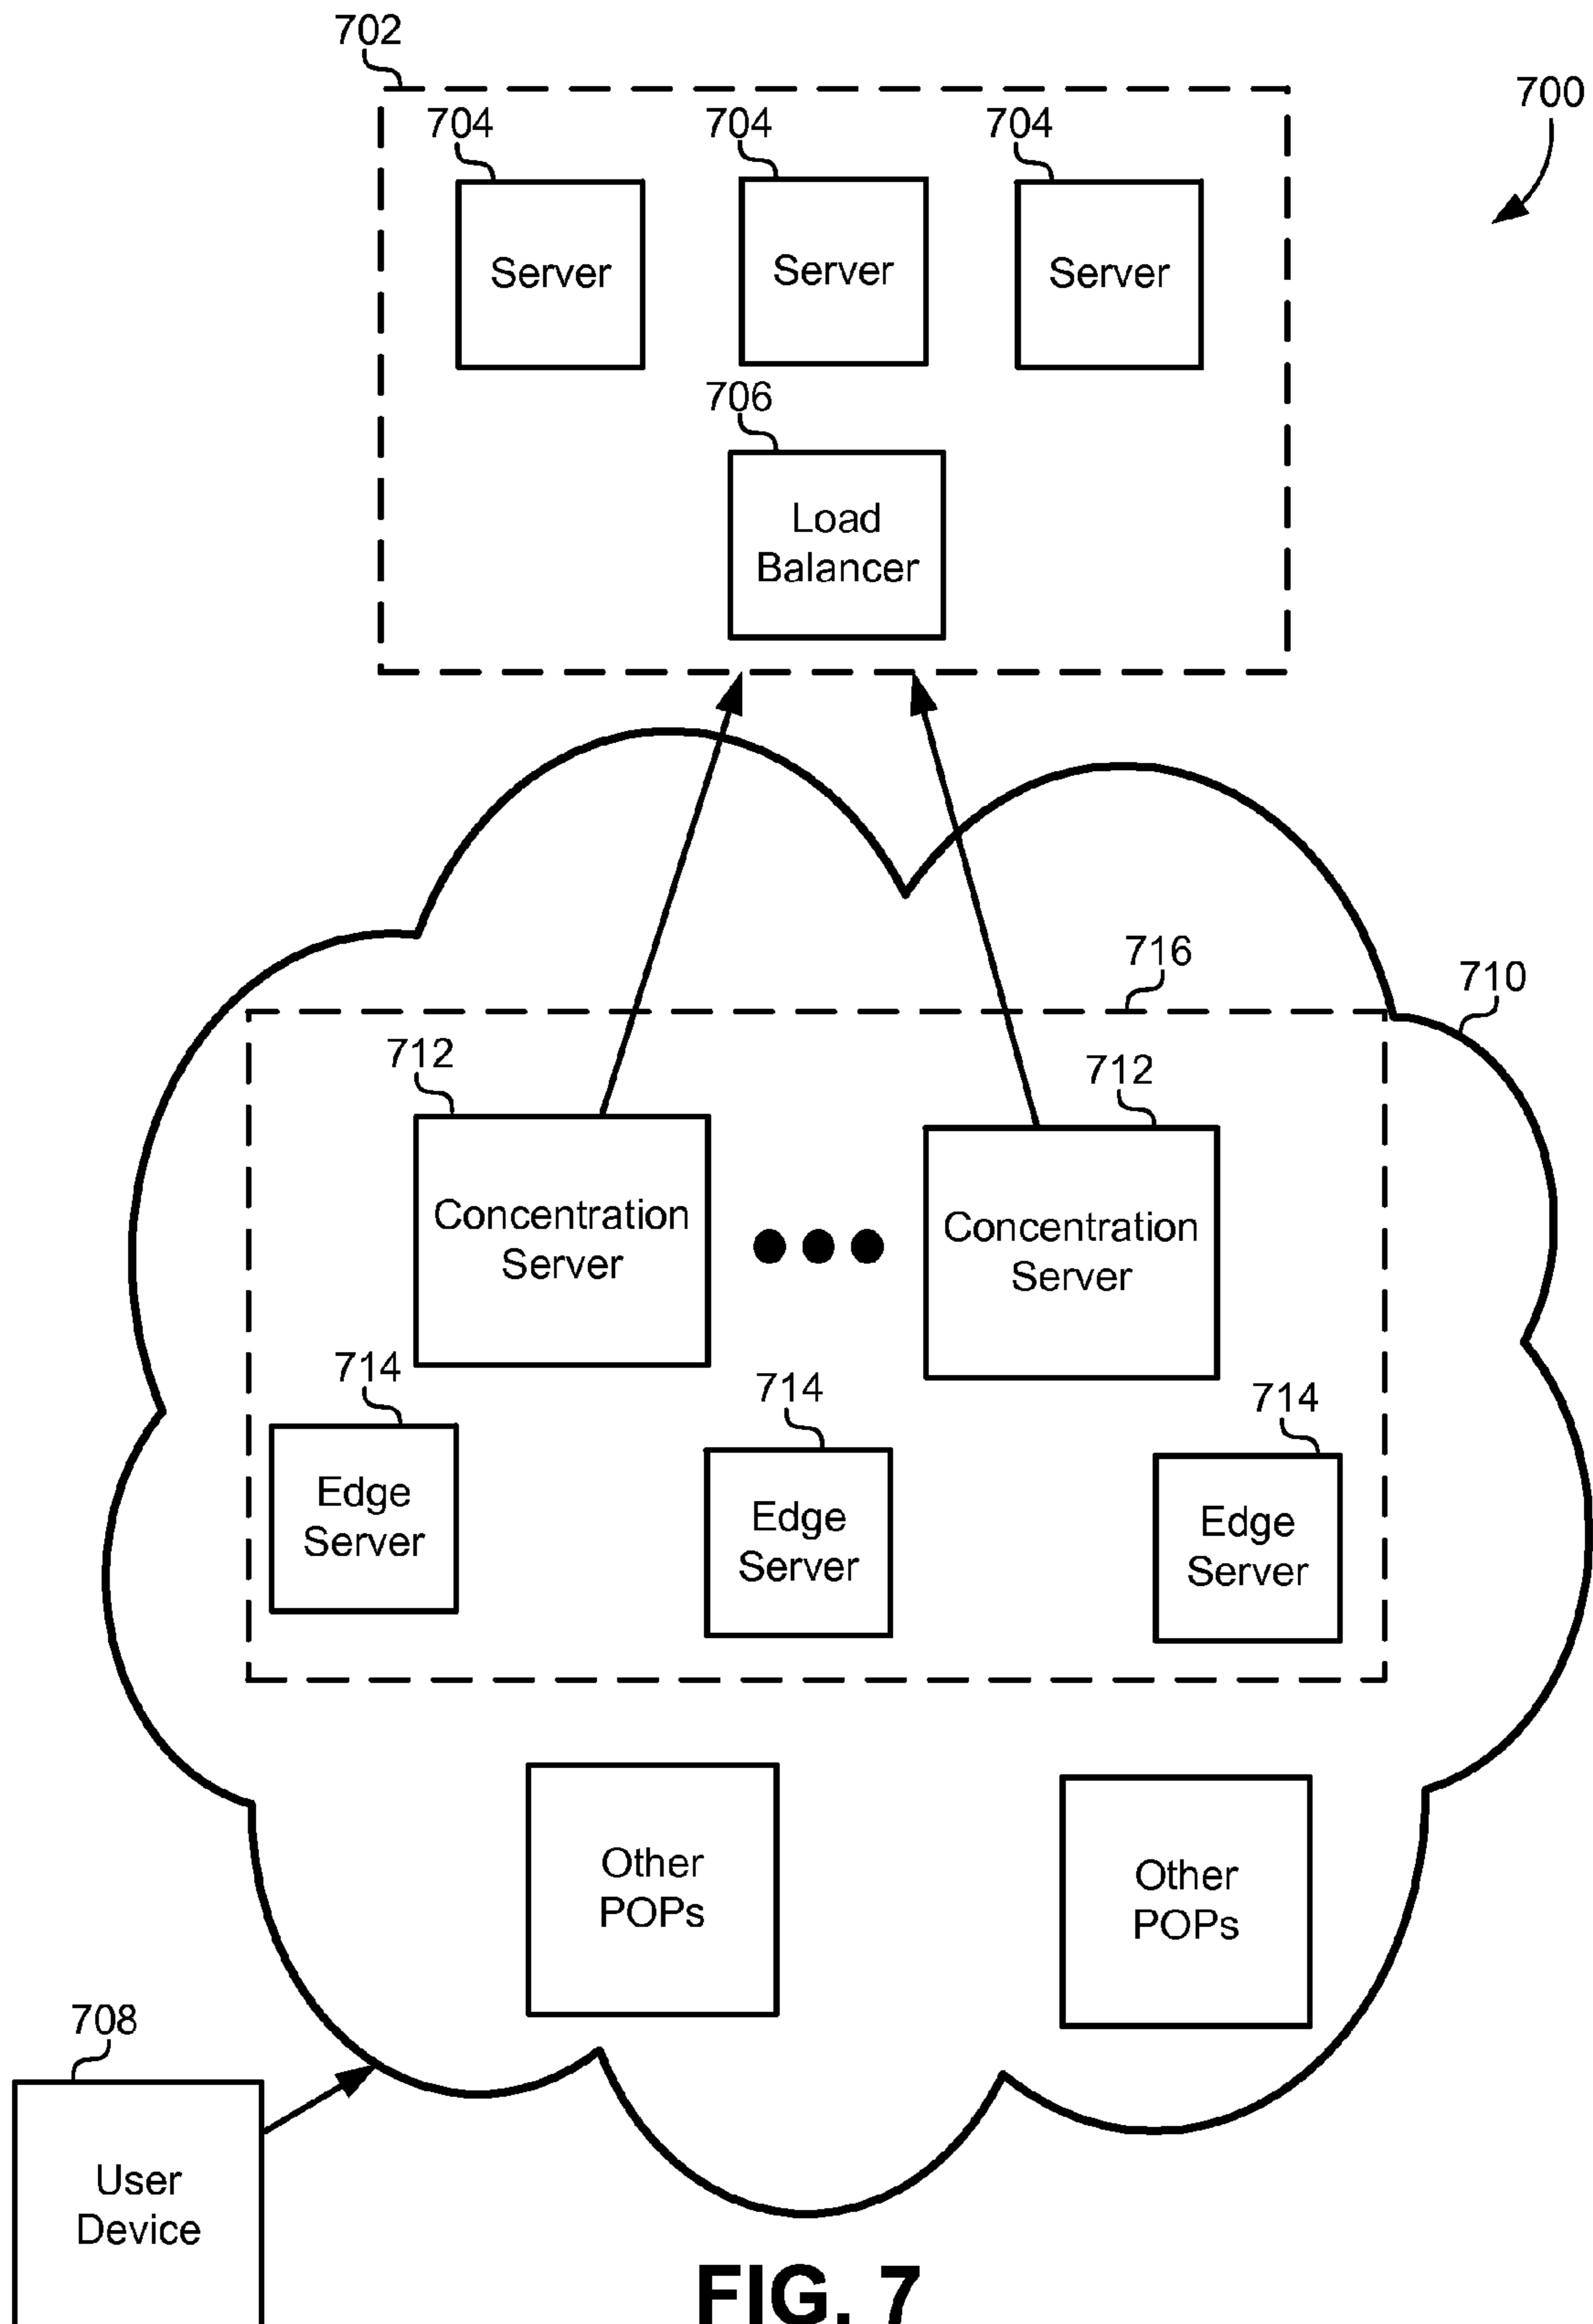 702
700
704
704
704
Server
Server
Server
706
Load
Balancer
716
710
712
712
Concentration
Server
Concentration
Server
714
714
714
Edge
Server
Edge
Server
Edge
Server
Other
POPs
Other
POPs
708
User
Device
FIG. 7